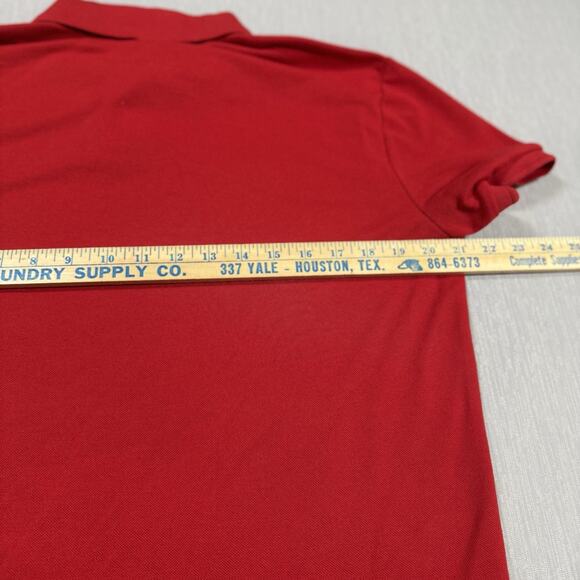 8 9 10 11 12 13 14 15 16 17 18 19 20 21 22 23 24 25
UNDRY SUPPLY CO. 337 YALE - HOUSTON, TEX. 864-6373 Complete Supplie